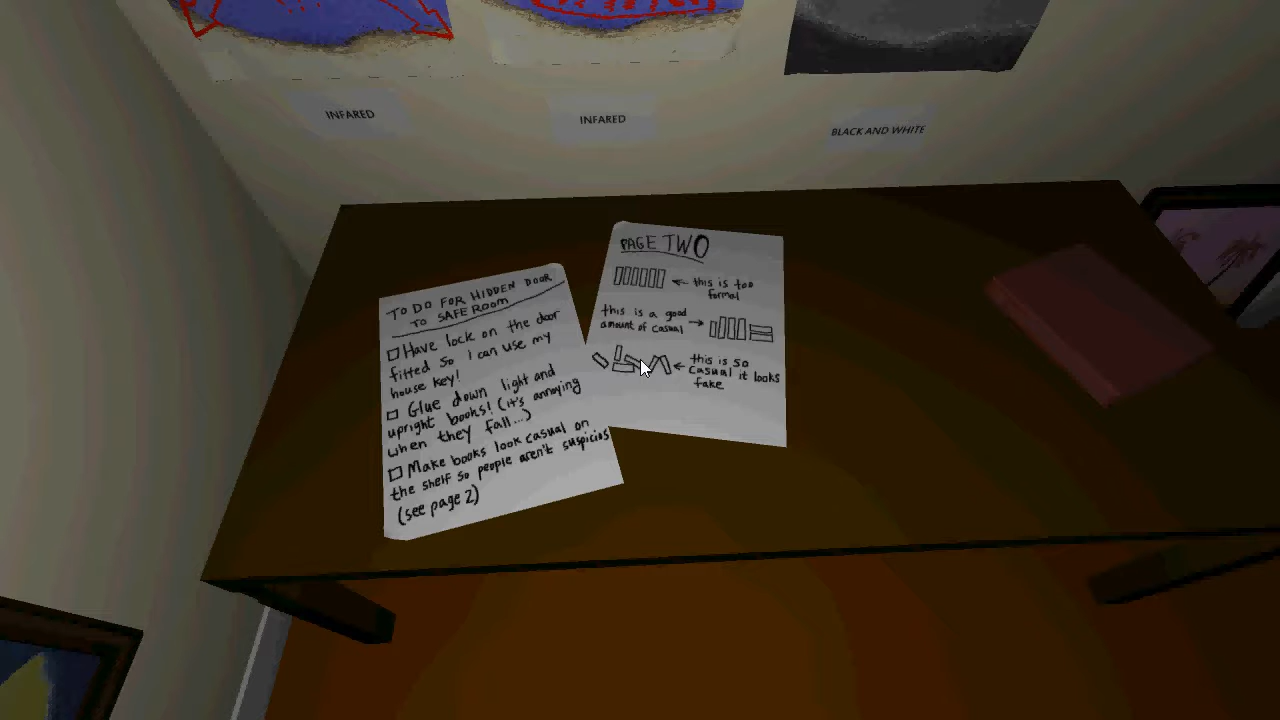 INFARED
INFARED
BLACK AND WHITE
TO DO FOR HIDDEN DOOR
TO SAFE ROOM
Have lock on the door
fitted so I can use my
house key!
Glue down light and
upright books! (it's annoying
when they fall...)
Make books look casual on
the shelf so people aren't suspicios
(see page 2)
PAGE TWO
this is too
formal
this is a good
amount of casual
this is so
casual it looks
fake